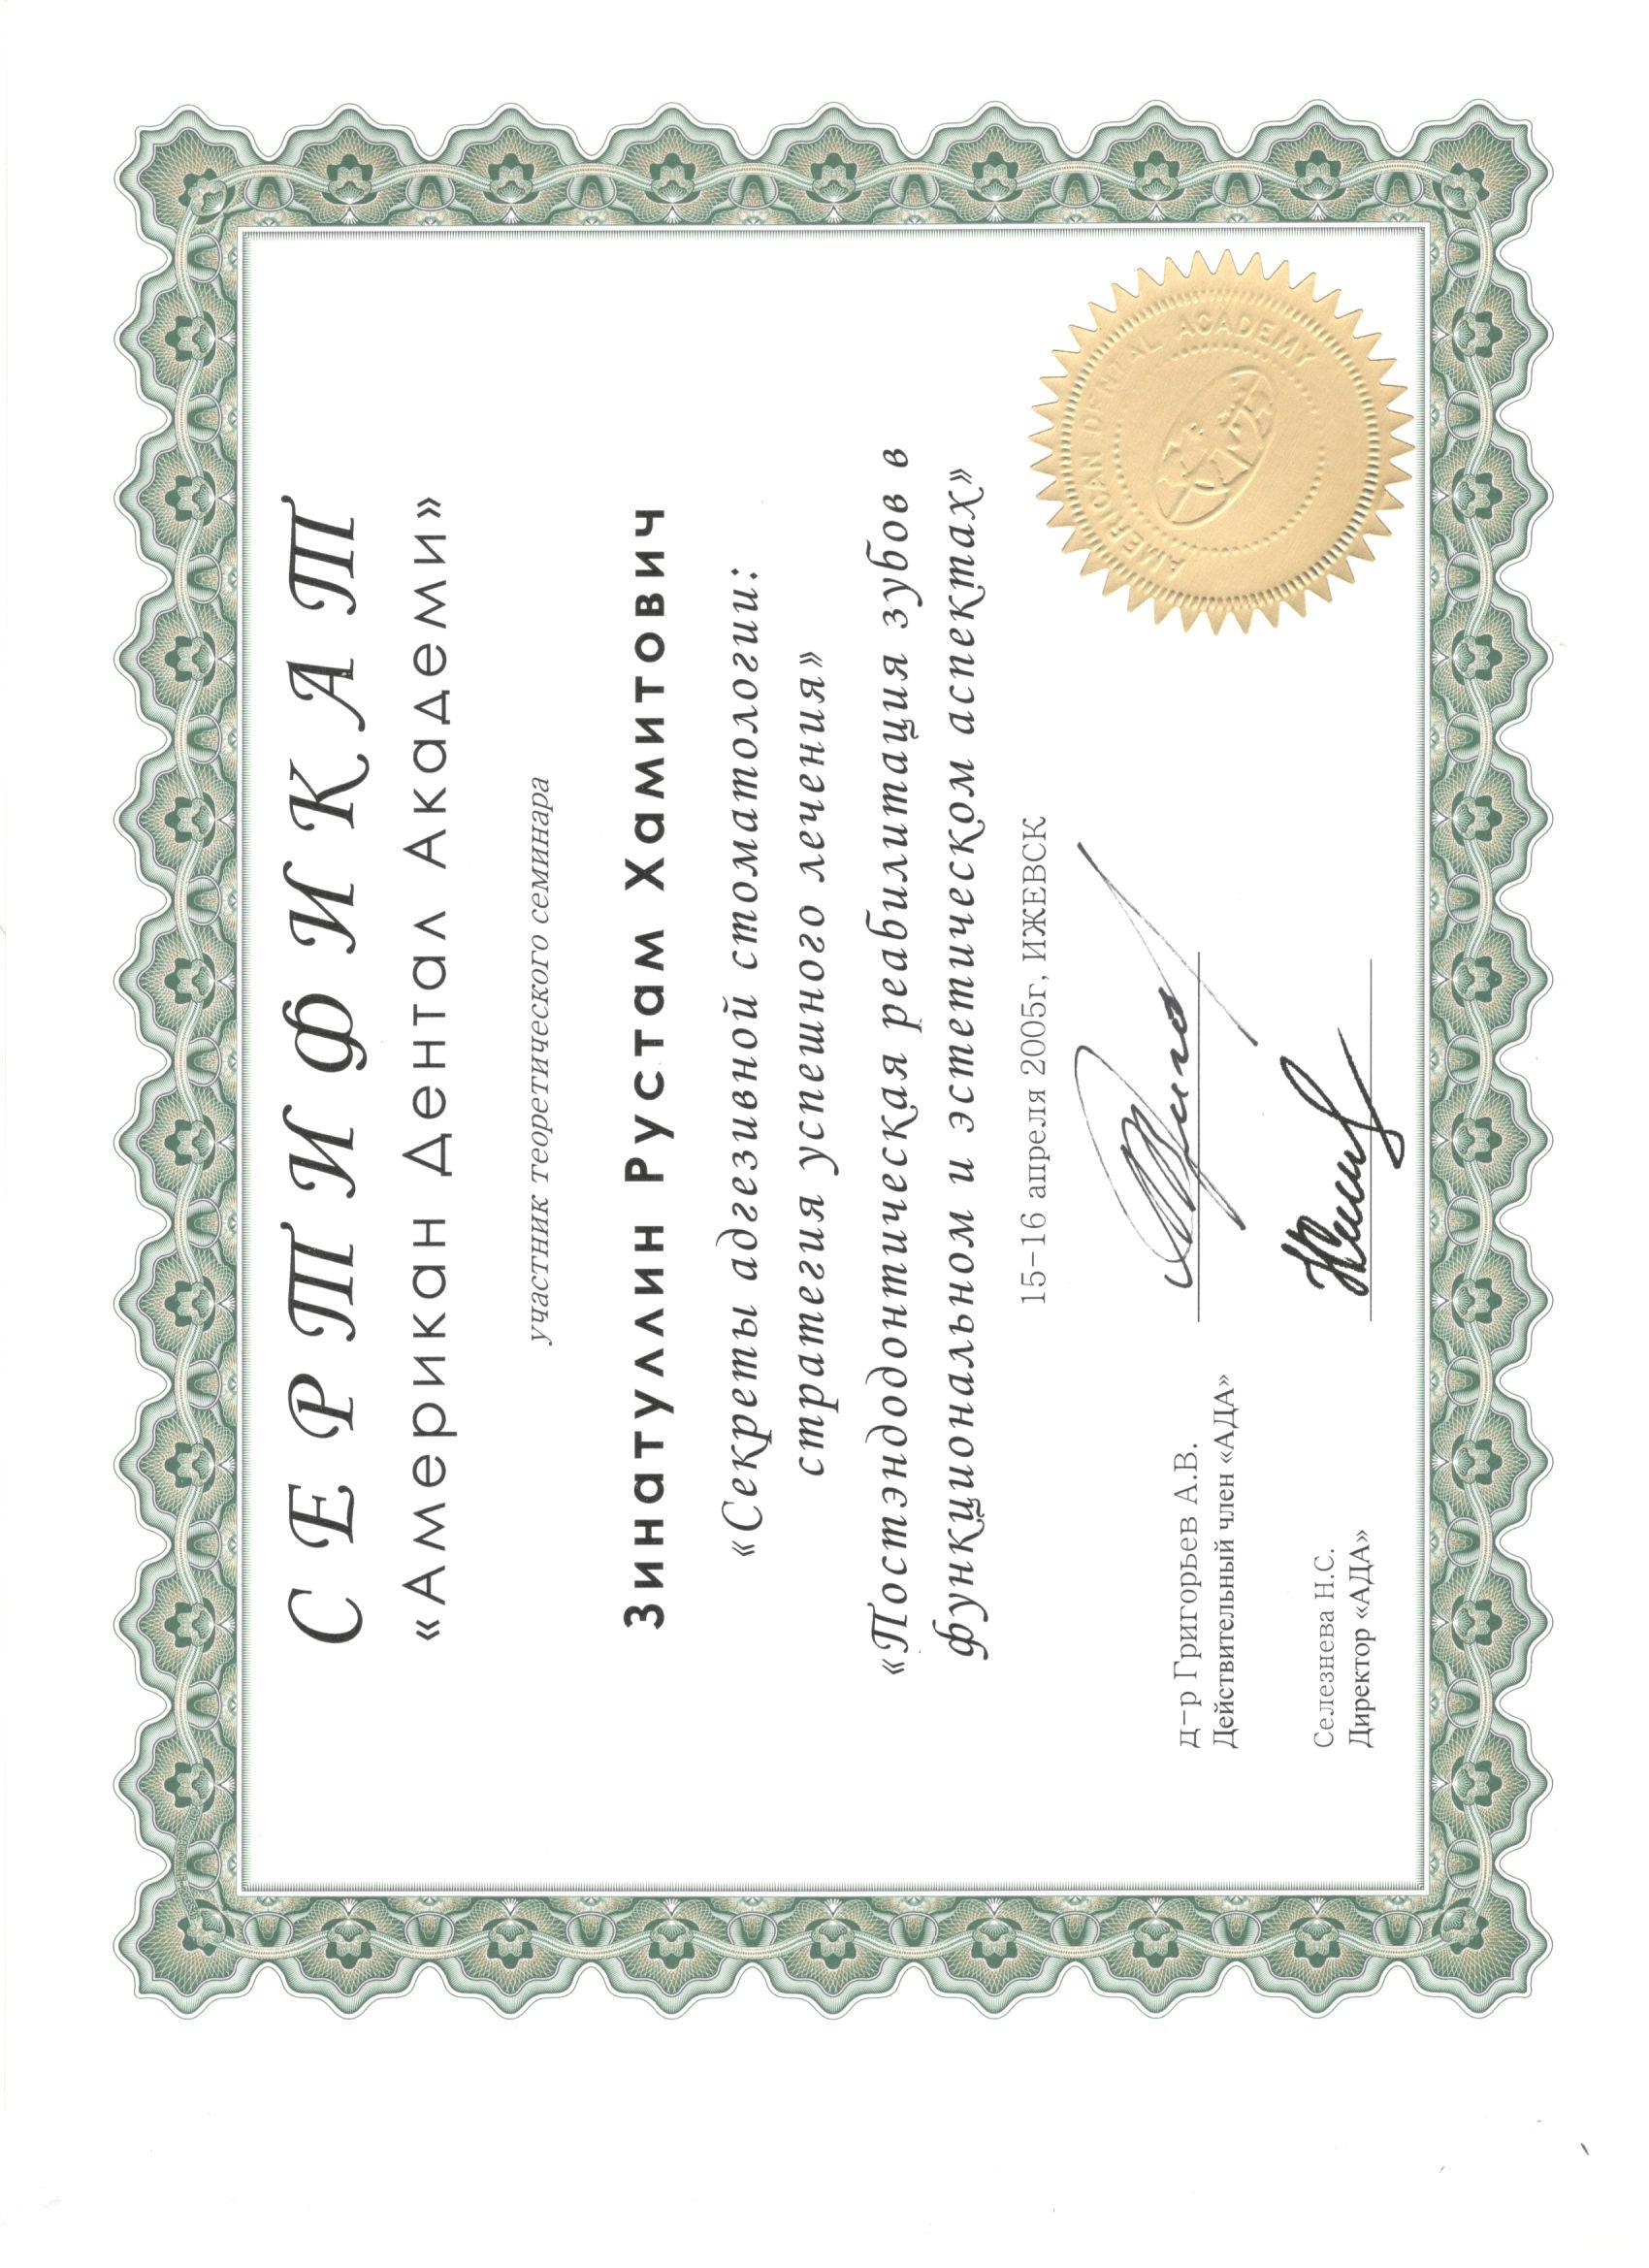 СЕРТИФИКАТ
«Американ Дентал Академи»
участник теоретического семинара
Зинатуллин Рустам Хамитович
«Секреты адгезивной стоматологии:
стратегия успешного лечения»
«Постэндодонтическая реабилитация зубов в
функциональном и эстетическом аспектах»
15-16 апреля 2005г, ИЖЕВСК
д-р Григорьев А.В.
Действительный член «АДА»
Селезнева Н.С.
Директор «АДА»
AMERICAN DENTAL ACADEMY